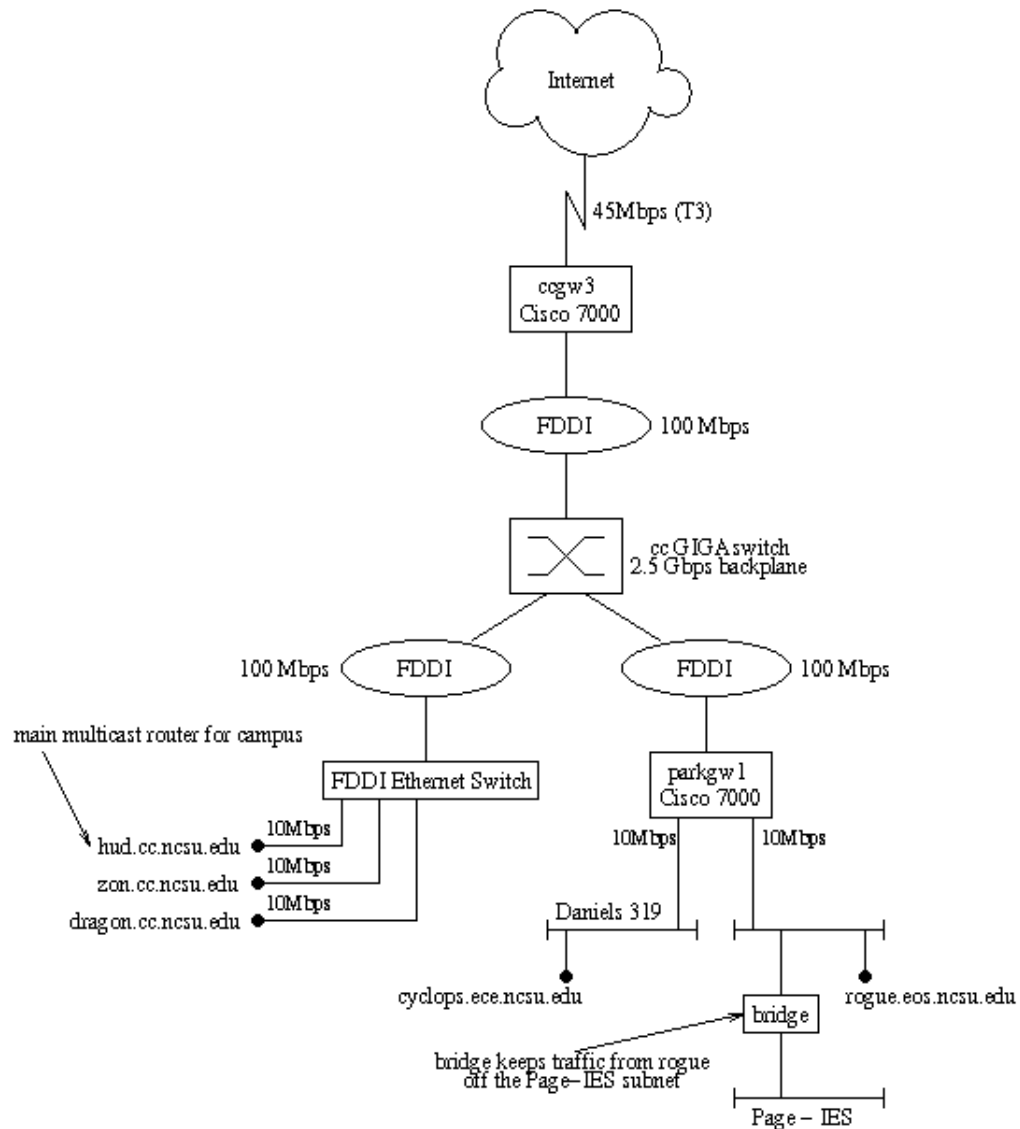 Internet
45Mbps (T3)
ccgw3
Cisco 7000
FDDI
100 Mbps
cc GIGAswitch
2.5 Gbps backplane
100 Mbps
FDDI
FDDI
100 Mbps
main multicast router for campus
FDDI Ethernet Switch
parkgw1
Cisco 7000
10Mbps
hud.cc.ncsu.edu
10Mbps
zon.cc.ncsu.edu
10Mbps
dragon.cc.ncsu.edu
10Mbps
10Mbps
Daniels 319
cyclops.ece.ncsu.edu
rogue.eos.ncsu.edu
bridge
bridge keeps traffic from rogue
off the Page–IES subnet
Page – IES